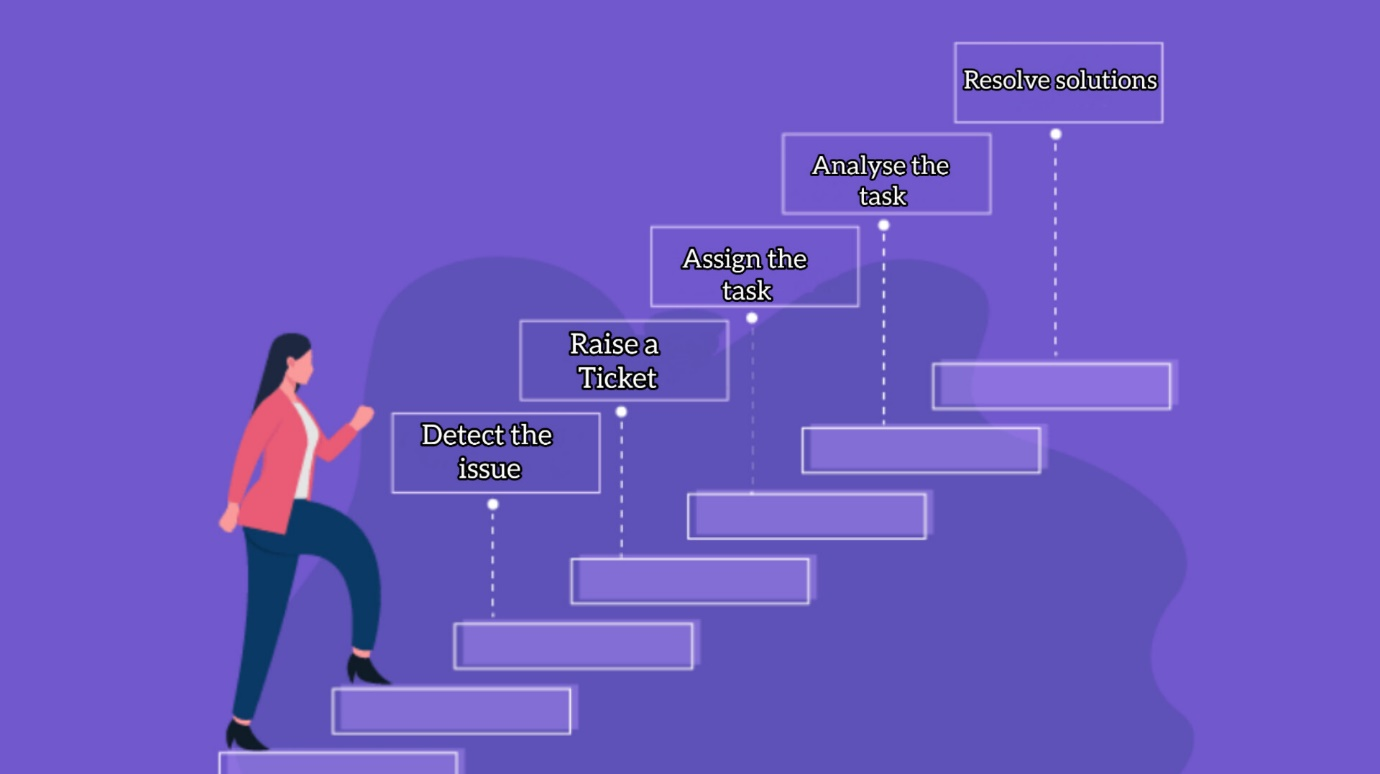 Resolve solutions
Analyse the
task
Assign the
task
Raise a
Ticket
Detect the
issue